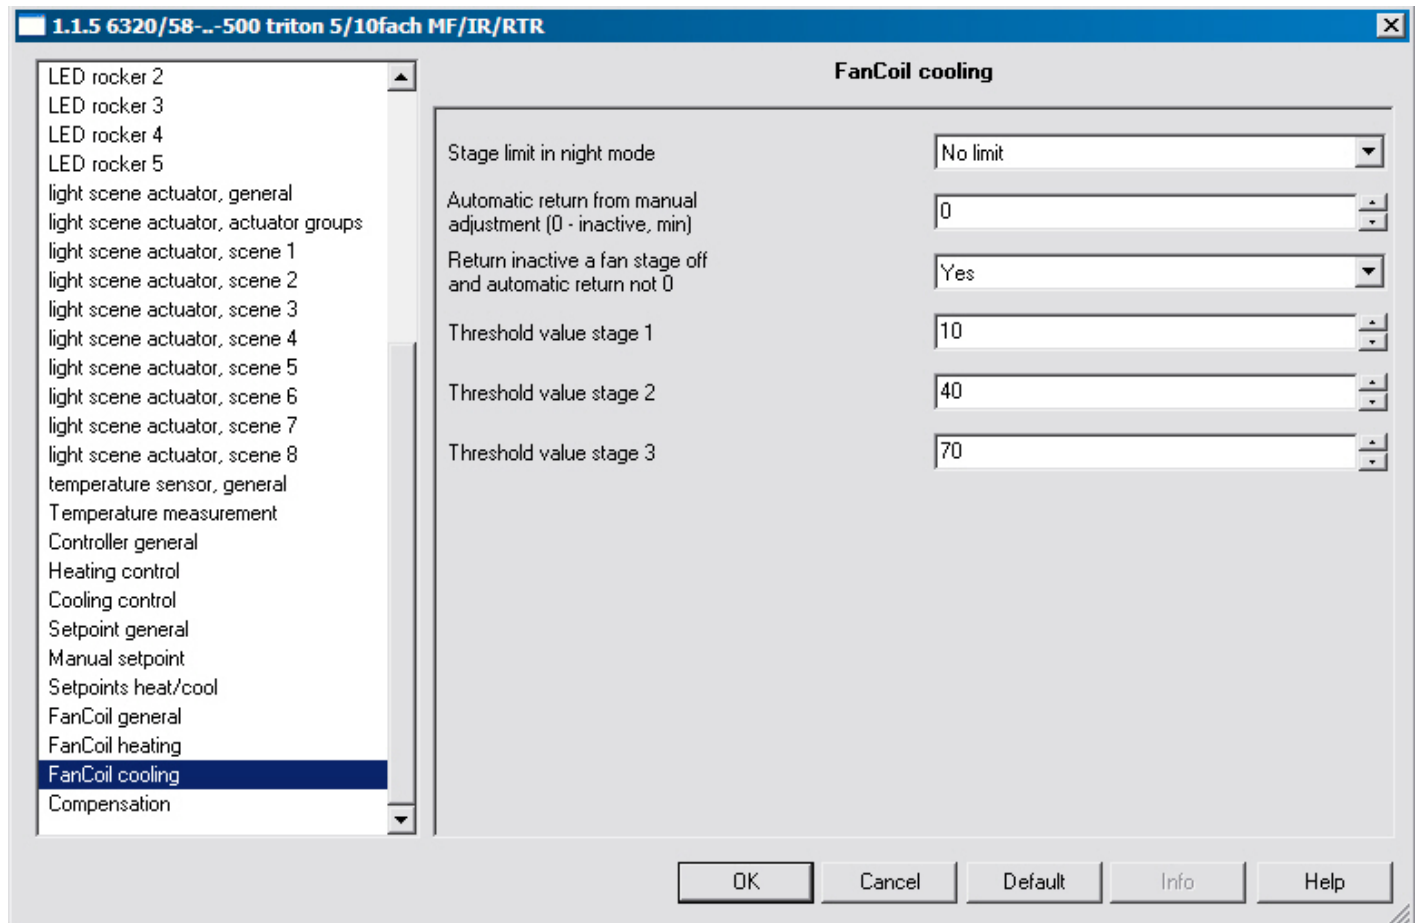 1.1.5 6320/58-..-500 triton 5/10fach MF/IR/RTR
LED rocker 2
LED rocker 3
LED rocker 4
LED rocker 5
light scene actuator, general
light scene actuator, actuator groups
light scene actuator, scene 1
light scene actuator, scene 2
light scene actuator, scene 3
light scene actuator, scene 4
light scene actuator, scene 5
light scene actuator, scene 6
light scene actuator, scene 7
light scene actuator, scene 8
temperature sensor, general
Temperature measurement
Controller general
Heating control
Cooling control
Setpoint general
Manual setpoint
Setpoints heat/cool
FanCoil general
FanCoil heating
FanCoil cooling
Compensation
FanCoil cooling
Stage limit in night mode
No limit
Automatic return from manual
adjustment (0 - inactive, min)
0
Return inactive a fan stage off
and automatic return not 0
Yes
Threshold value stage 1
10
Threshold value stage 2
40
Threshold value stage 3
70
OK
Cancel
Default
Info
Help